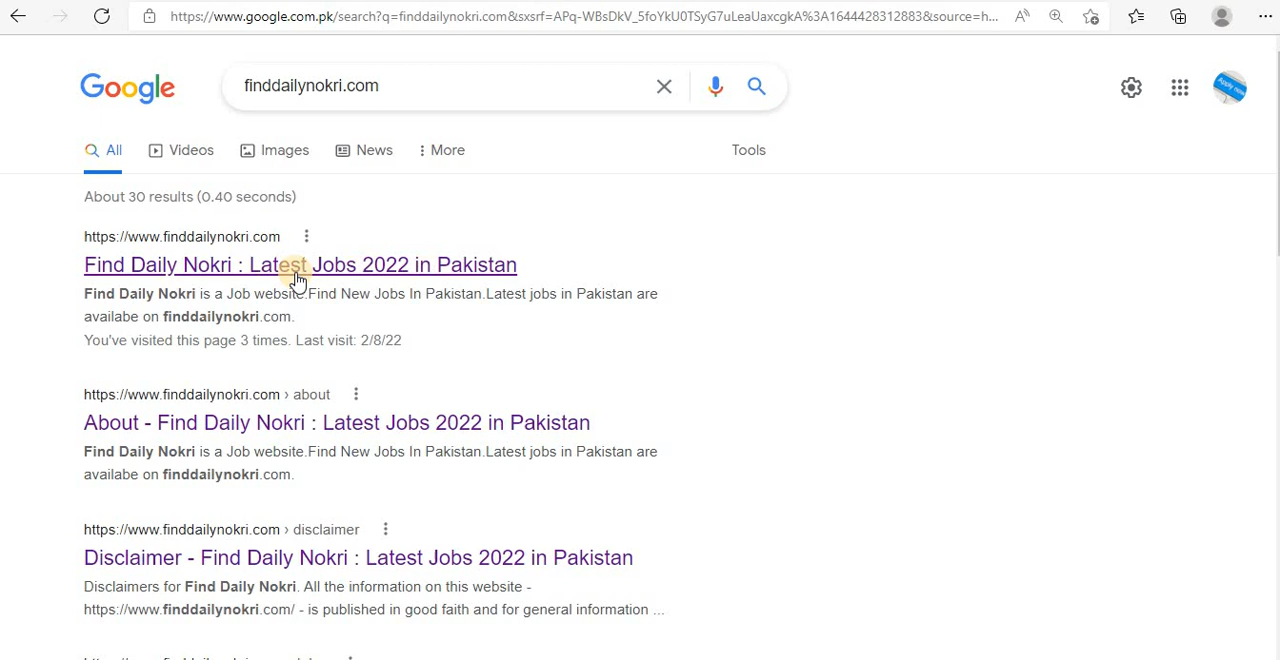 https://www.google.com.pk/search?q=finddailynokri.com&sxsrf=APq-WBsDkV_5foYkU0TSyG7uLeaUaxcgkA%3A1644428312883&source=h...
Google
finddailynokri.com
Apply now
All
Videos
Images
News
More
Tools
About 30 results (0.40 seconds)
https://www.finddailynokri.com
Find Daily Nokri : Latest Jobs 2022 in Pakistan
Find Daily Nokri is a Job website.Find New Jobs In Pakistan.Latest jobs in Pakistan are
availabe on finddailynokri.com.
You've visited this page 3 times. Last visit: 2/8/22
https://www.finddailynokri.com › about
About - Find Daily Nokri : Latest Jobs 2022 in Pakistan
Find Daily Nokri is a Job website.Find New Jobs In Pakistan.Latest jobs in Pakistan are
availabe on finddailynokri.com.
https://www.finddailynokri.com › disclaimer
Disclaimer - Find Daily Nokri : Latest Jobs 2022 in Pakistan
Disclaimers for Find Daily Nokri. All the information on this website -
https://www.finddailynokri.com/ - is published in good faith and for general information ...